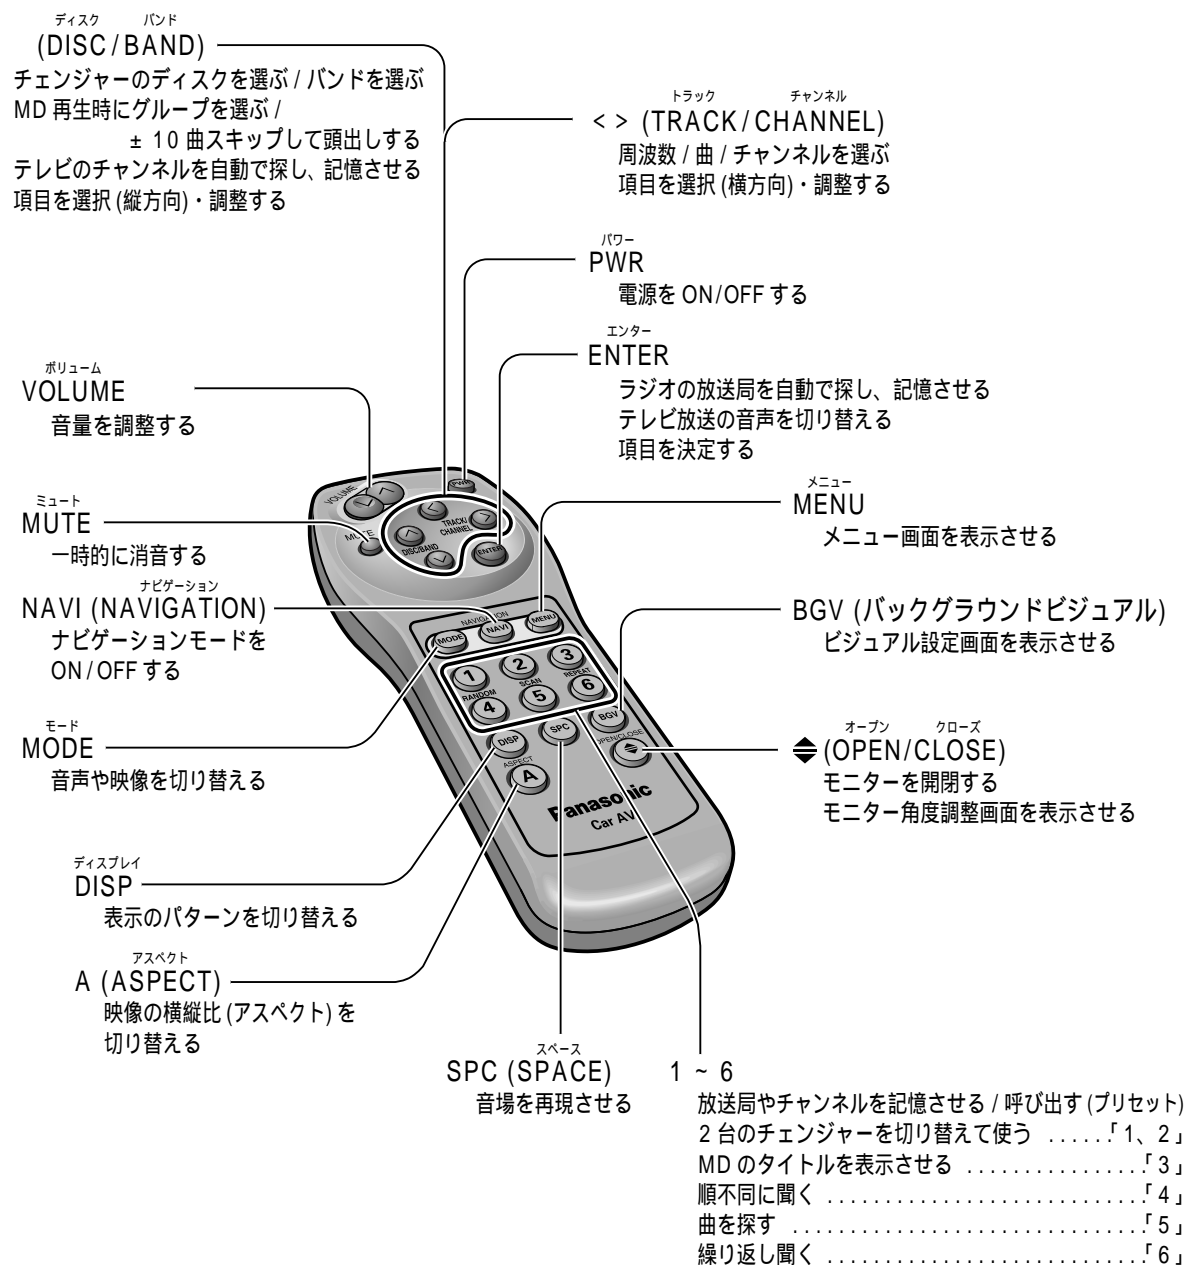 ディスク バンド
(DISC/BAND)
チェンジャーのディスクを選ぶ / バンドを選ぶ
MD 再生時にグループを選ぶ /
± 10 曲スキップして頭出しする
テレビのチャンネルを自動で探し、記憶させる
項目を選択 (縦方向)・調整する
トラック チャンネル
< > (TRACK/CHANNEL)
周波数 / 曲 / チャンネルを選ぶ
項目を選択 (横方向)・調整する
パワー
PWR
電源を ON/OFF する
エンター
ENTER
ラジオの放送局を自動で探し、記憶させる
テレビ放送の音声を切り替える
項目を決定する
ボリューム
VOLUME
音量を調整する
ミュート
MUTE
一時的に消音する
ナビゲーション
NAVI (NAVIGATION)
ナビゲーションモードを
ON/OFF する
モード
MODE
音声や映像を切り替える
ディスプレイ
DISP
表示のパターンを切り替える
アスペクト
A (ASPECT)
映像の横縦比 (アスペクト) を
切り替える
メニュー
MENU
メニュー画面を表示させる
BGV (バックグラウンドビジュアル)
ビジュアル設定画面を表示させる
オープン クローズ
(OPEN/CLOSE)
モニターを開閉する
モニター角度調整画面を表示させる
スペース
SPC (SPACE)
音場を再現させる
1 ~ 6
放送局やチャンネルを記憶させる / 呼び出す (プリセット)
2 台のチェンジャーを切り替えて使う ......「1、2」
MD のタイトルを表示させる ................「3」
順不同に聞く ............................「4」
曲を探す ...............................「5」
繰り返し聞く ............................「6」
VOLUME
PWR
MUTE
TRACK/
CHANNEL
DISC/BAND
ENTER
NAVIGATION
MODE
NAVI
MENU
1
2
3
RANDOM
SCAN
REPEAT
4
5
6
DISP
SPC
BGV
ASPECT
OPEN/CLOSE
A
Panasonic
Car AV